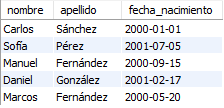 nombre apellido fecha_nacimiento
Carlos Sánchez 2000-01-01
Sofía Pérez 2001-07-05
Manuel Fernández 2000-09-15
Daniel González 2001-02-17
Marcos Fernández 2000-05-20